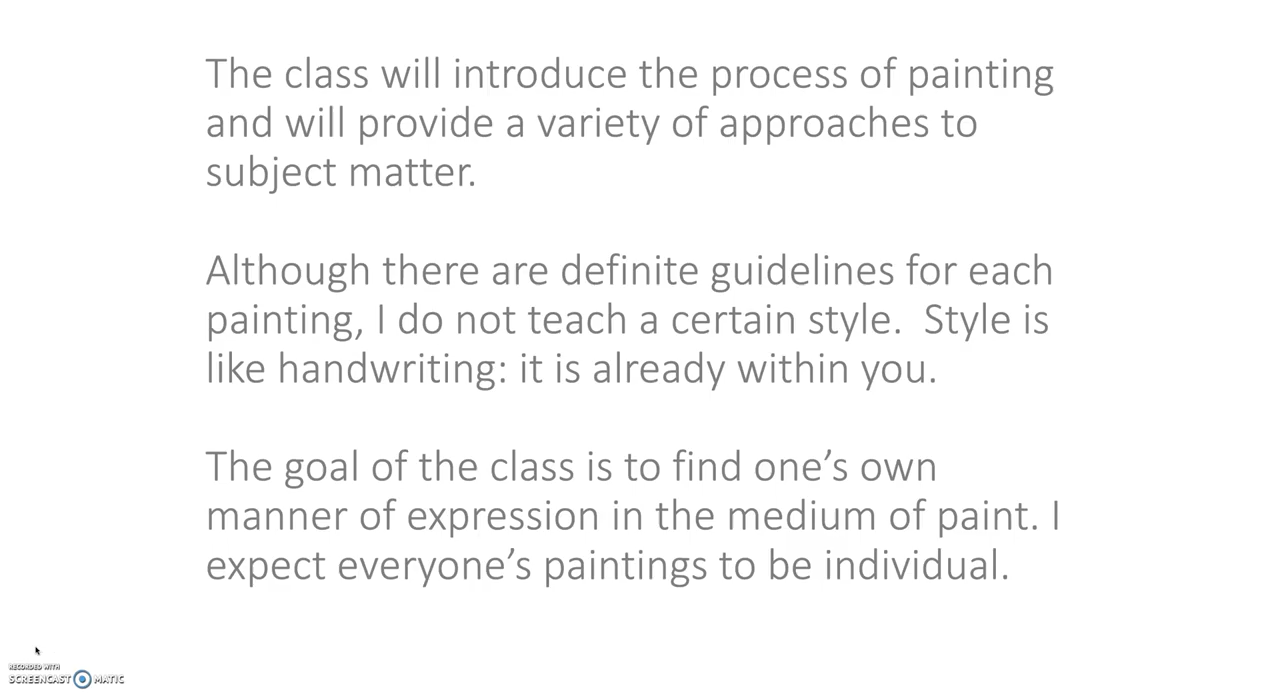 The class will introduce the process of painting
and will provide a variety of approaches to
subject matter.
Although there are definite guidelines for each
painting, I do not teach a certain style.  Style is
like handwriting: it is already within you.
The goal of the class is to find one’s own
manner of expression in the medium of paint. I
expect everyone’s paintings to be individual.
RECORDED WITH
SCREENCAST MATIC